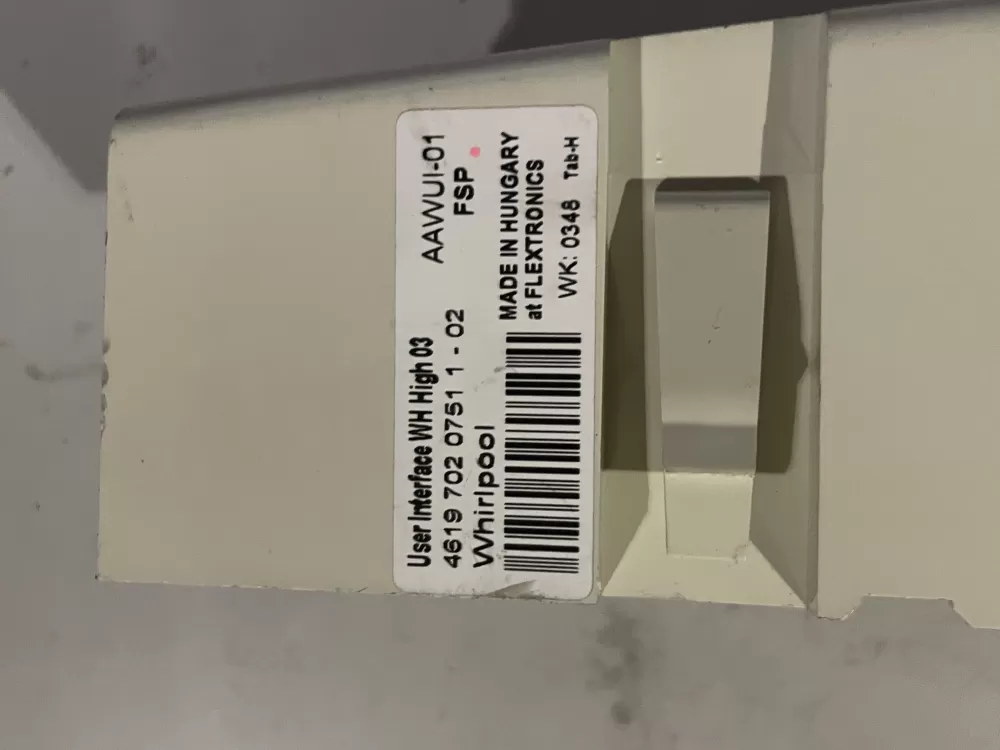 User Interface WH High 03
4619 702 0751 1 - 02
Whirlpool
AAWUI-01
FSP
MADE IN HUNGARY
at FLEXTRONICS
WK: 0348 Tab-H